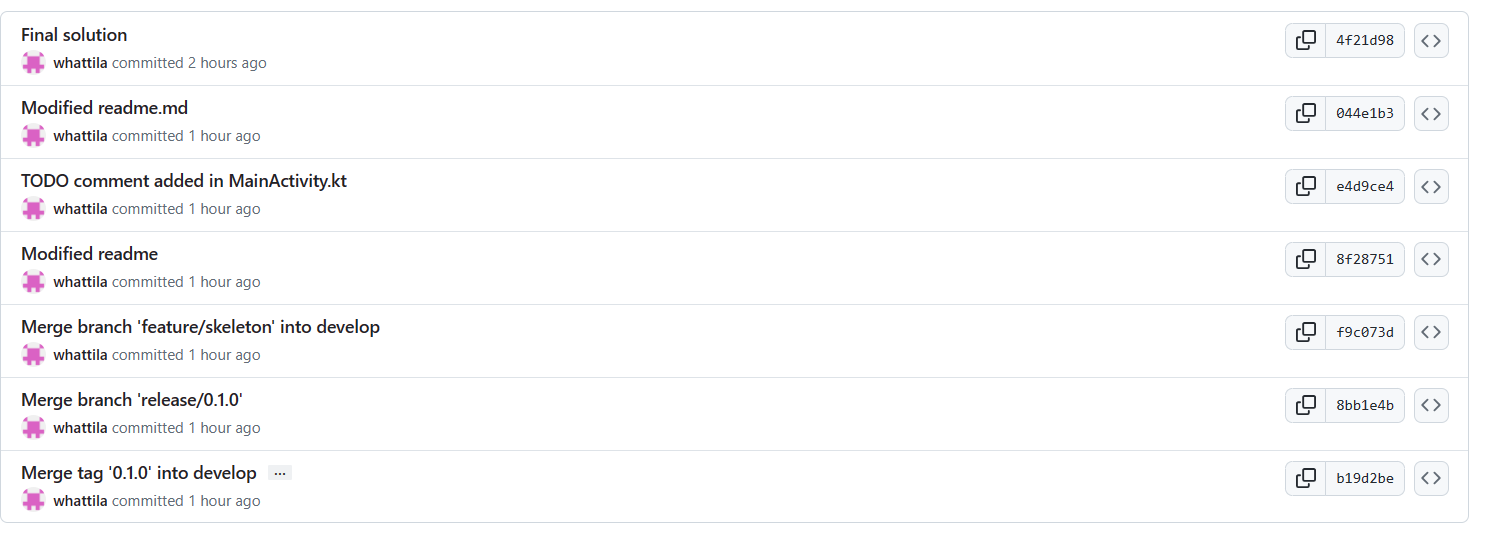 Final solution
4f21d98
whattila committed 2 hours ago
Modified readme.md
044e1b3
whattila committed 1 hour ago
TODO comment added in MainActivity.kt
e4d9ce4
whattila committed 1 hour ago
Modified readme
8f28751
whattila committed 1 hour ago
Merge branch 'feature/skeleton' into develop
f9c073d
whattila committed 1 hour ago
Merge branch 'release/0.1.0'
8bb1e4b
whattila committed 1 hour ago
Merge tag '0.1.0' into develop ...
b19d2be
whattila committed 1 hour ago